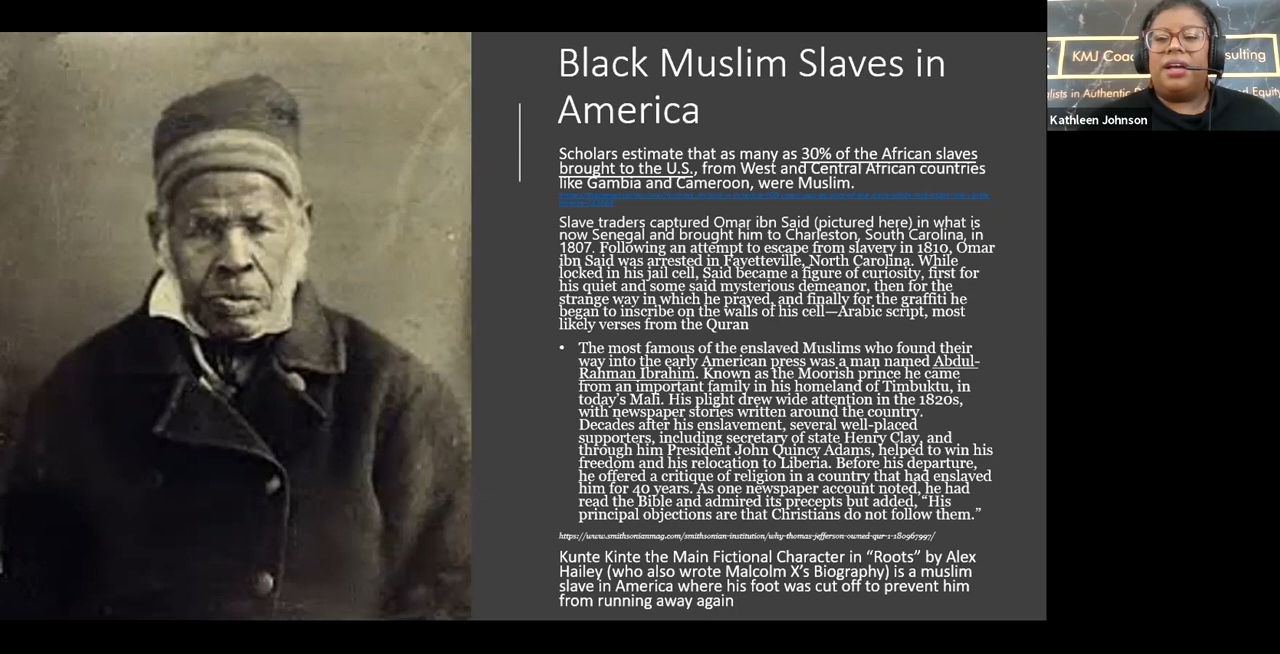 Black Muslim Slaves in
America
Scholars estimate that as many as 30% of the African slaves
brought to the U.S., from West and Central African countries
like Gambia and Cameroon, were Muslim.
Slave traders captured Omar ibn Said (pictured here) in what is
now Senegal and brought him to Charleston, South Carolina, in
1807. Following an attempt to escape from slavery in 1810, Omar
ibn Said was arrested in Fayetteville, North Carolina. While
locked in his jail cell, Said became a figure of curiosity, first for
his quiet and some said mysterious demeanor, then for the
strange way in which he prayed, and finally for the graffiti he
began to inscribe on the walls of his cell—Arabic script, most
likely verses from the Quran
• The most famous of the enslaved Muslims who found their
way into the early American press was a man named Abdul-
Rahman Ibrahim. Known as the Moorish prince he came
from an important family in his homeland of Timbuktu, in
today's Mali. His plight drew wide attention in the 1820s,
with newspaper stories written around the country.
Decades after his enslavement, several well-placed
supporters, including secretary of state Henry Clay, and
through him President John Quincy Adams, helped to win his
freedom and his relocation to Liberia. Before his departure,
he offered a critique of religion in a country that had enslaved
him for 40 years. As one newspaper account noted, he had
read the Bible and admired its precepts but added, “His
principal objections are that Christians do not follow them.”
https://www.smithsonianmag.com/smithsonian-institution/why-thomas-jefferson-owned-qur-1-180967997/
Kunte Kinte the Main Fictional Character in “Roots” by Alex
Hailey (who also wrote Malcolm X's Biography) is a muslim
slave in America where his foot was cut off to prevent him
from running away again
KMJ Coa sulting
alists in Authentic d Equity
Kathleen Johnson